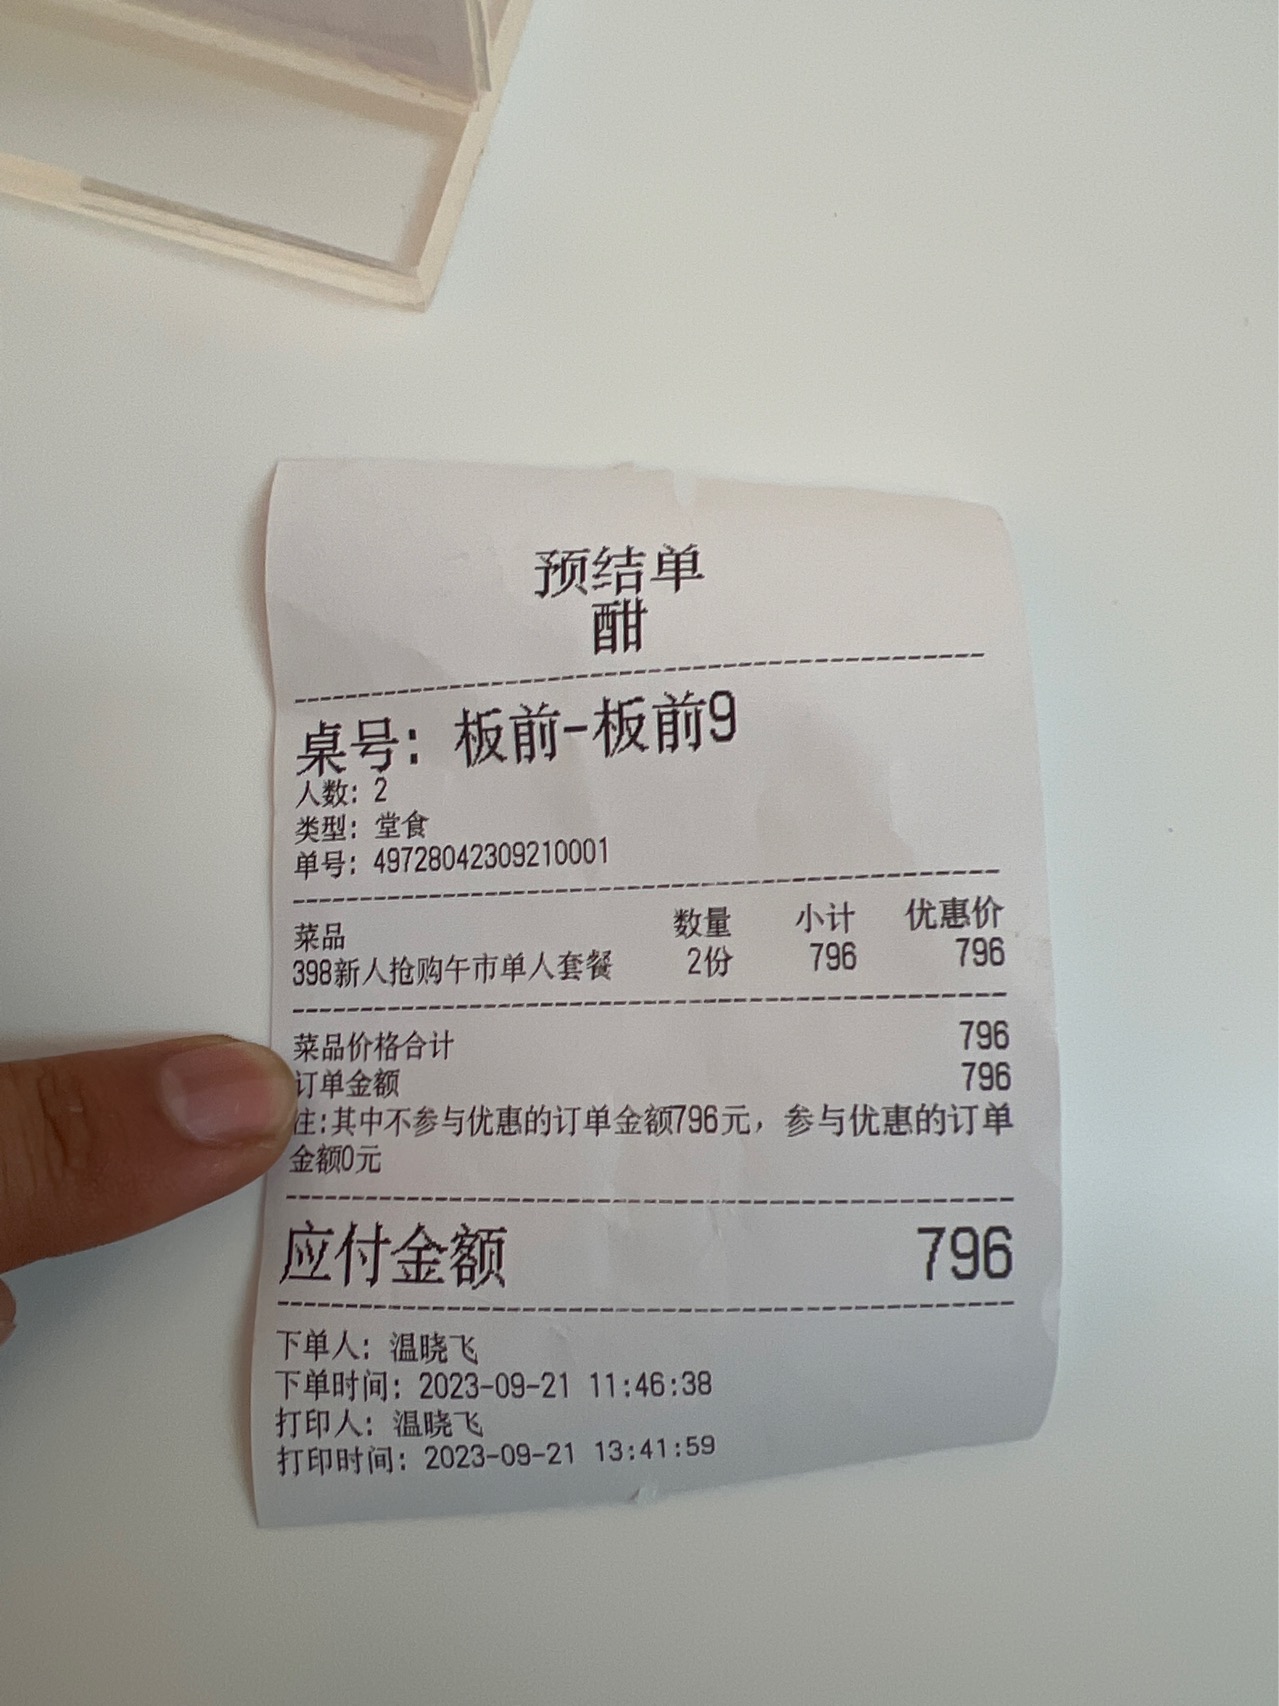 预结单
酣
桌号: 板前-板前9
人数: 2
类型: 堂食
单号: 49728042309210001
菜品 数量 小计 优惠价
398新人抢购午市单人套餐 2份 796 796
菜品价格合计 796
订单金额 796
注:其中不参与优惠的订单金额796元, 参与优惠的订单
金额0元
应付金额 796
下单人: 温晓飞
下单时间: 2023-09-21 11:46:38
打印人: 温晓飞
打印时间: 2023-09-21 13:41:59